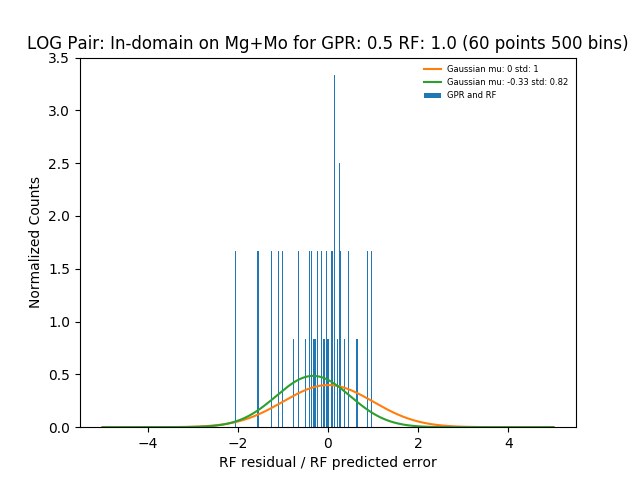 LOG Pair: In-domain on Mg+Mo for GPR: 0.5 RF: 1.0 (60 points 500 bins)
Gaussian mu: 0 std: 1
Gaussian mu: -0.33 std: 0.82
GPR and RF
Normalized Counts
3.5
3.0
2.5
2.0
1.5
1.0
0.5
0.0
−4
−2
0
2
4
RF residual / RF predicted error